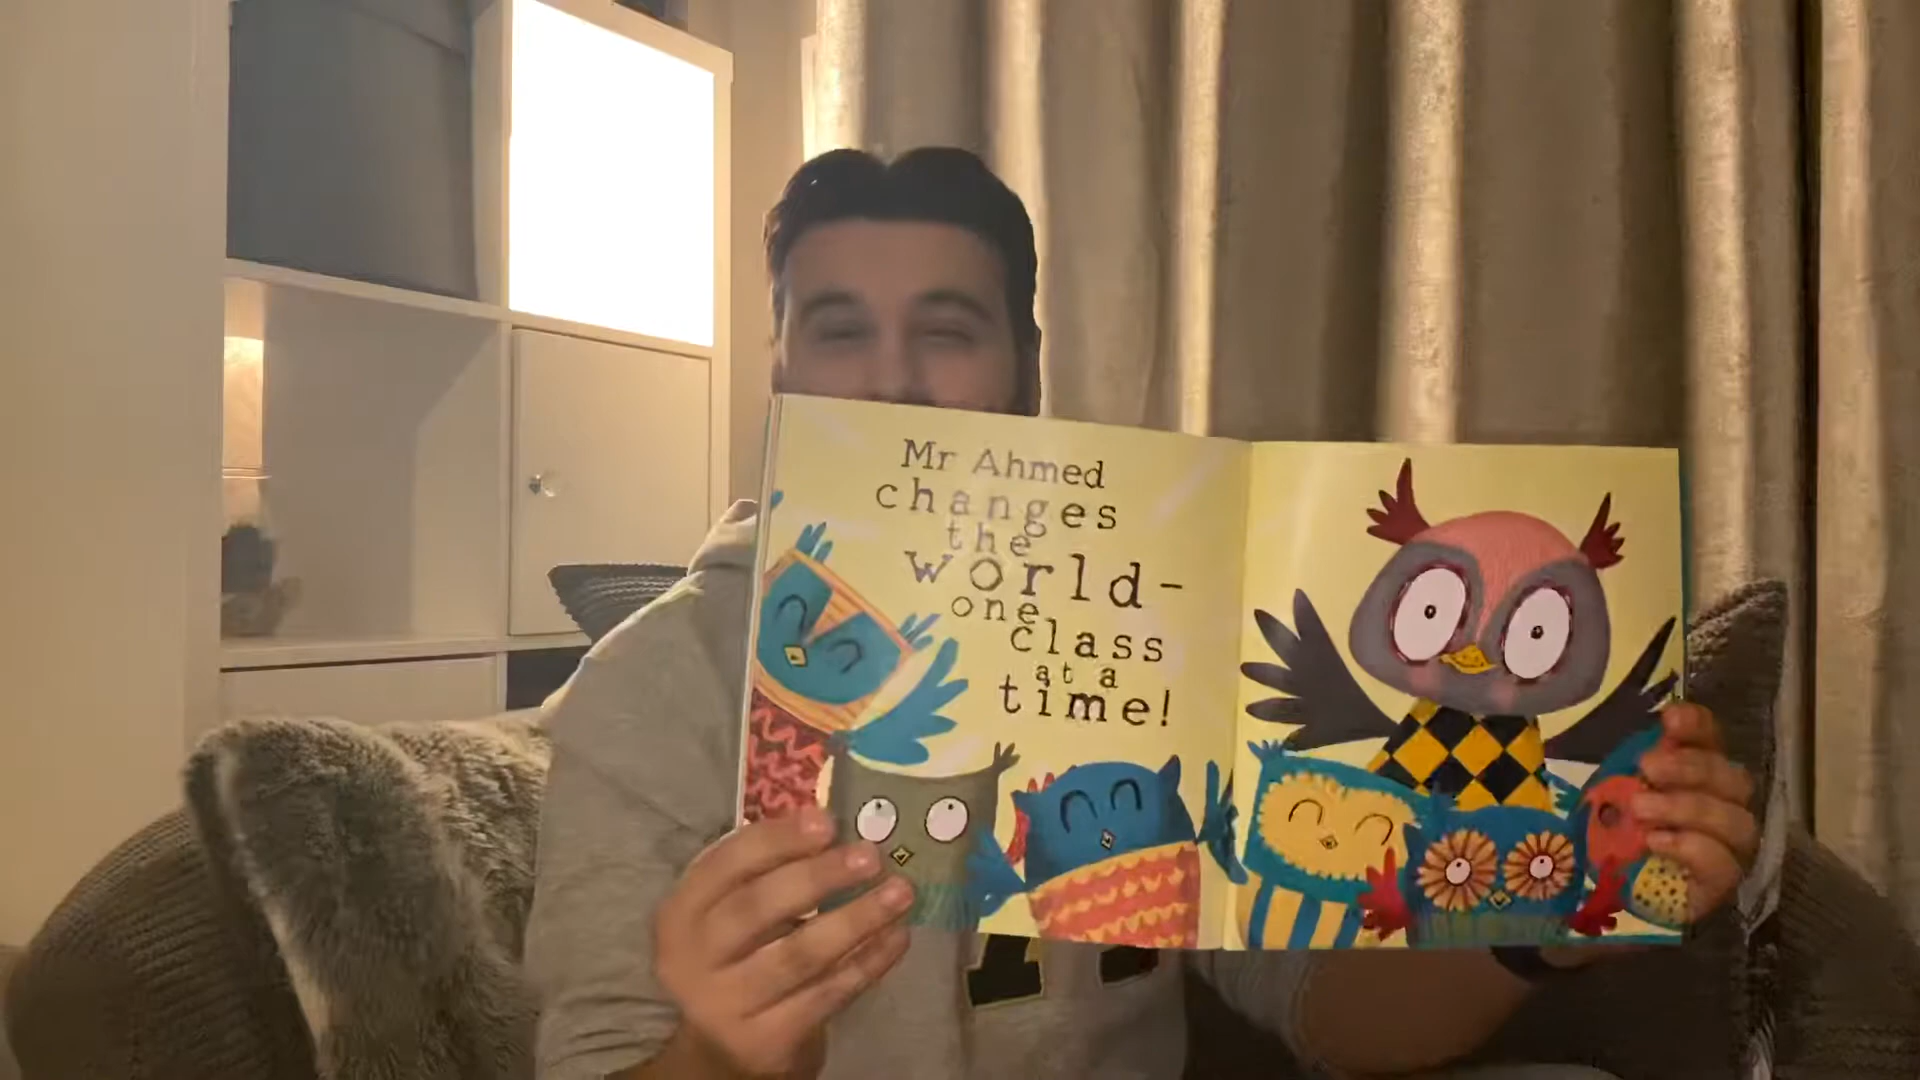 Mr Ahmed
changes
the
world-
one
class
at a
time!